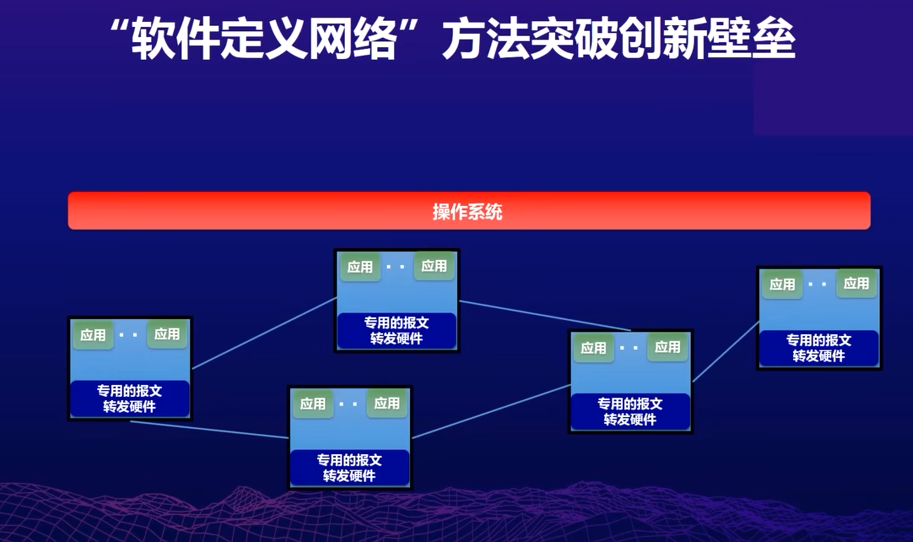 “软件定义网络”方法突破创新壁垒
操作系统
应用 · · 应用
专用的报文
转发硬件
应用 · · 应用
专用的报文
转发硬件
应用 · · 应用
专用的报文
转发硬件
应用 · · 应用
专用的报文
转发硬件
应用 · · 应用
专用的报文
转发硬件